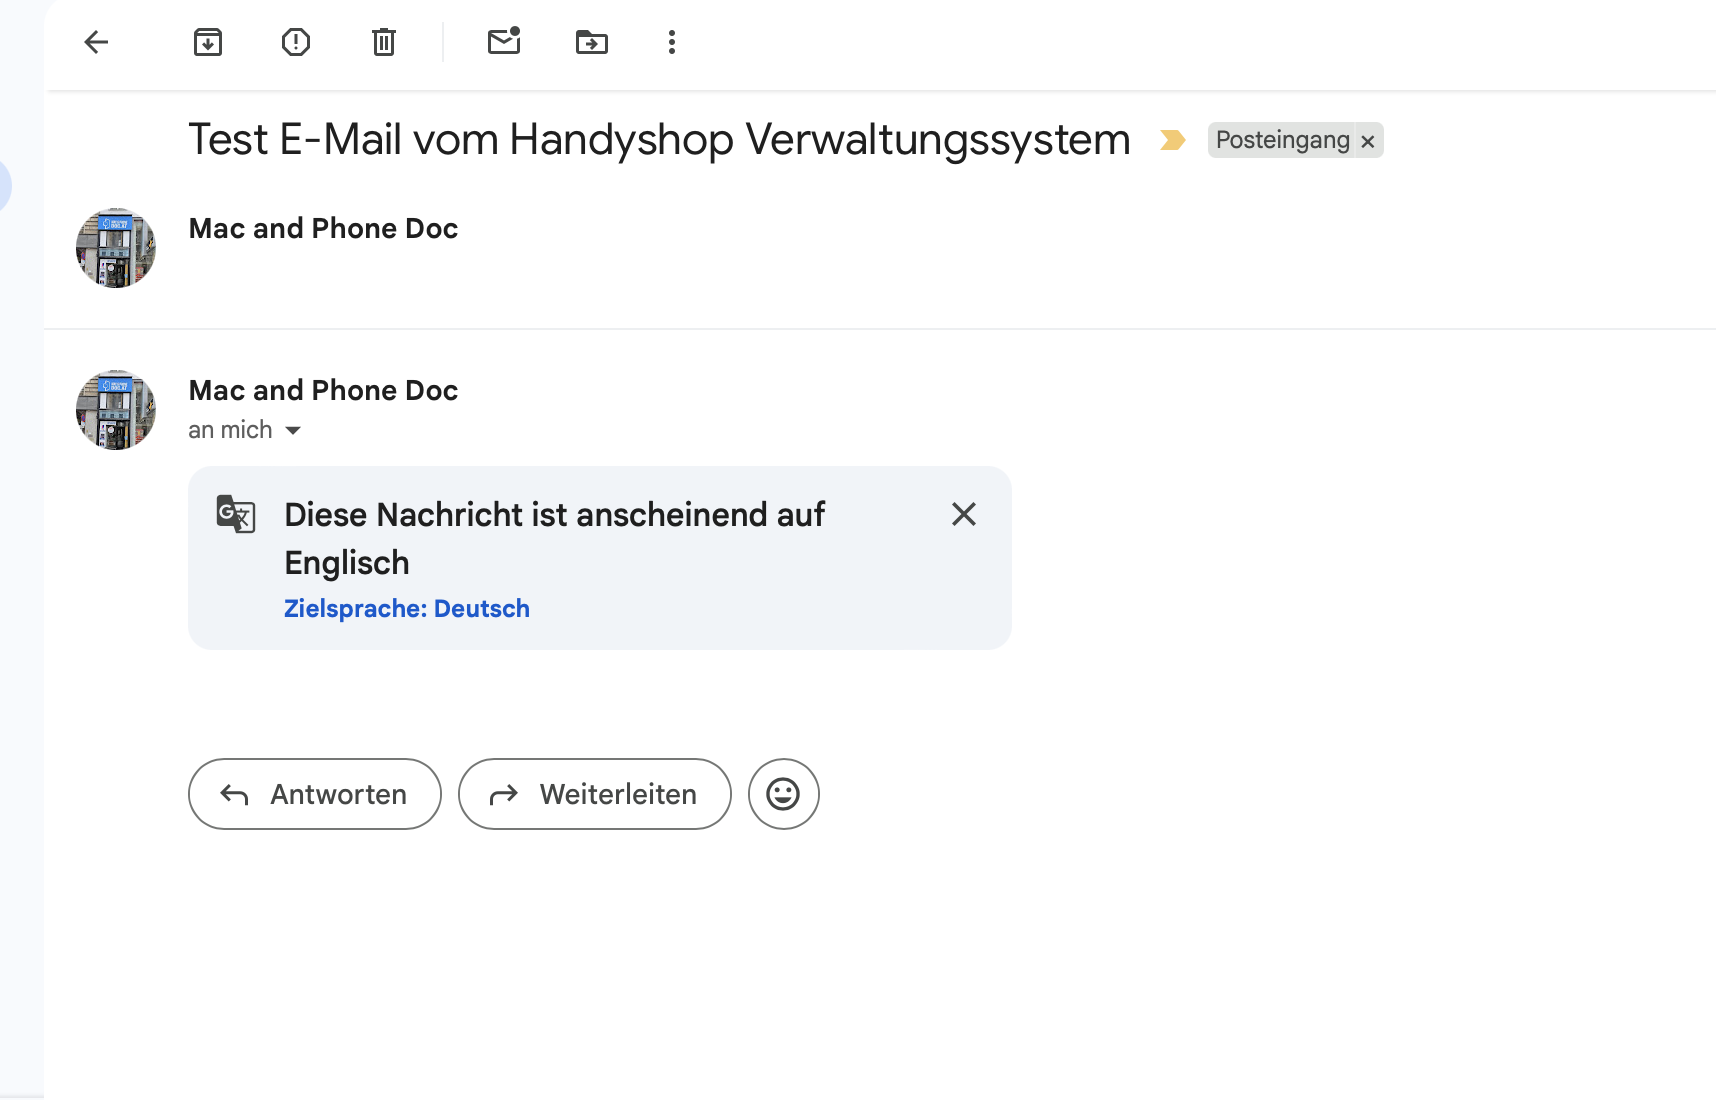 Test E-Mail vom Handyshop Verwaltungssystem Posteingang ×
Mac and Phone Doc
Mac and Phone Doc
an mich
Diese Nachricht ist anscheinend auf
Englisch
Zielsprache: Deutsch
Antworten Weiterleiten